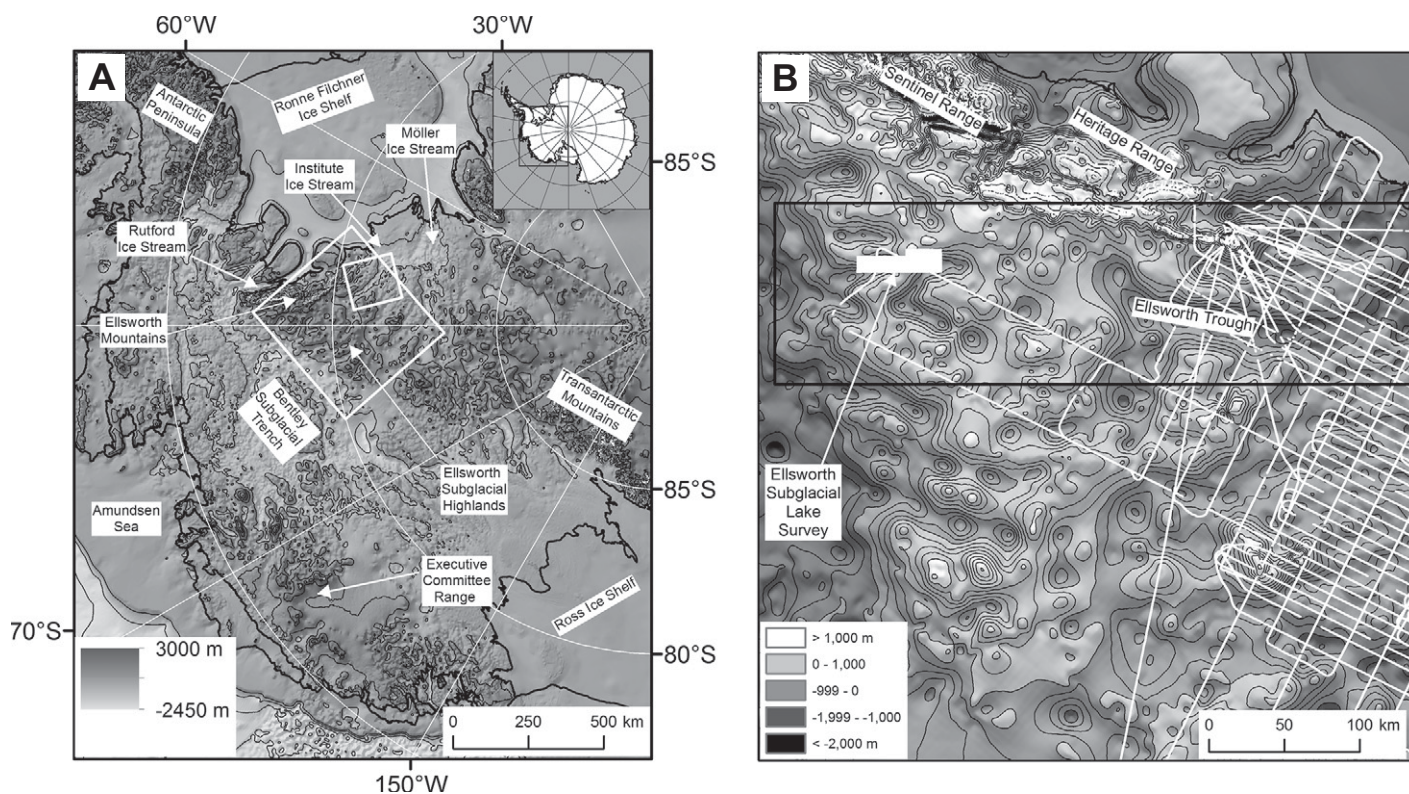 60°W
30°W
A
Antarctic
Peninsula
Ronne Filchner
Ice Shelf
Möller
Ice Stream
85°S
Institute
Ice Stream
Rutford
Ice Stream
Ellsworth
Mountains
Bentley
Subglacial
Trench
Transantarctic
Mountains
Ellsworth
Subglacial
Highlands
85°S
Amundsen
Sea
Executive
Committee
Range
Ross Ice Shelf
70°S
80°S
3000 m
-2450 m
0 250 500 km
150°W
B
Sentinel Range
Heritage Range
Ellsworth Trough
Ellsworth
Subglacial
Lake
Survey
> 1,000 m
0 - 1,000
-999 - 0
-1,999 - -1,000
< -2,000 m
0 50 100 km